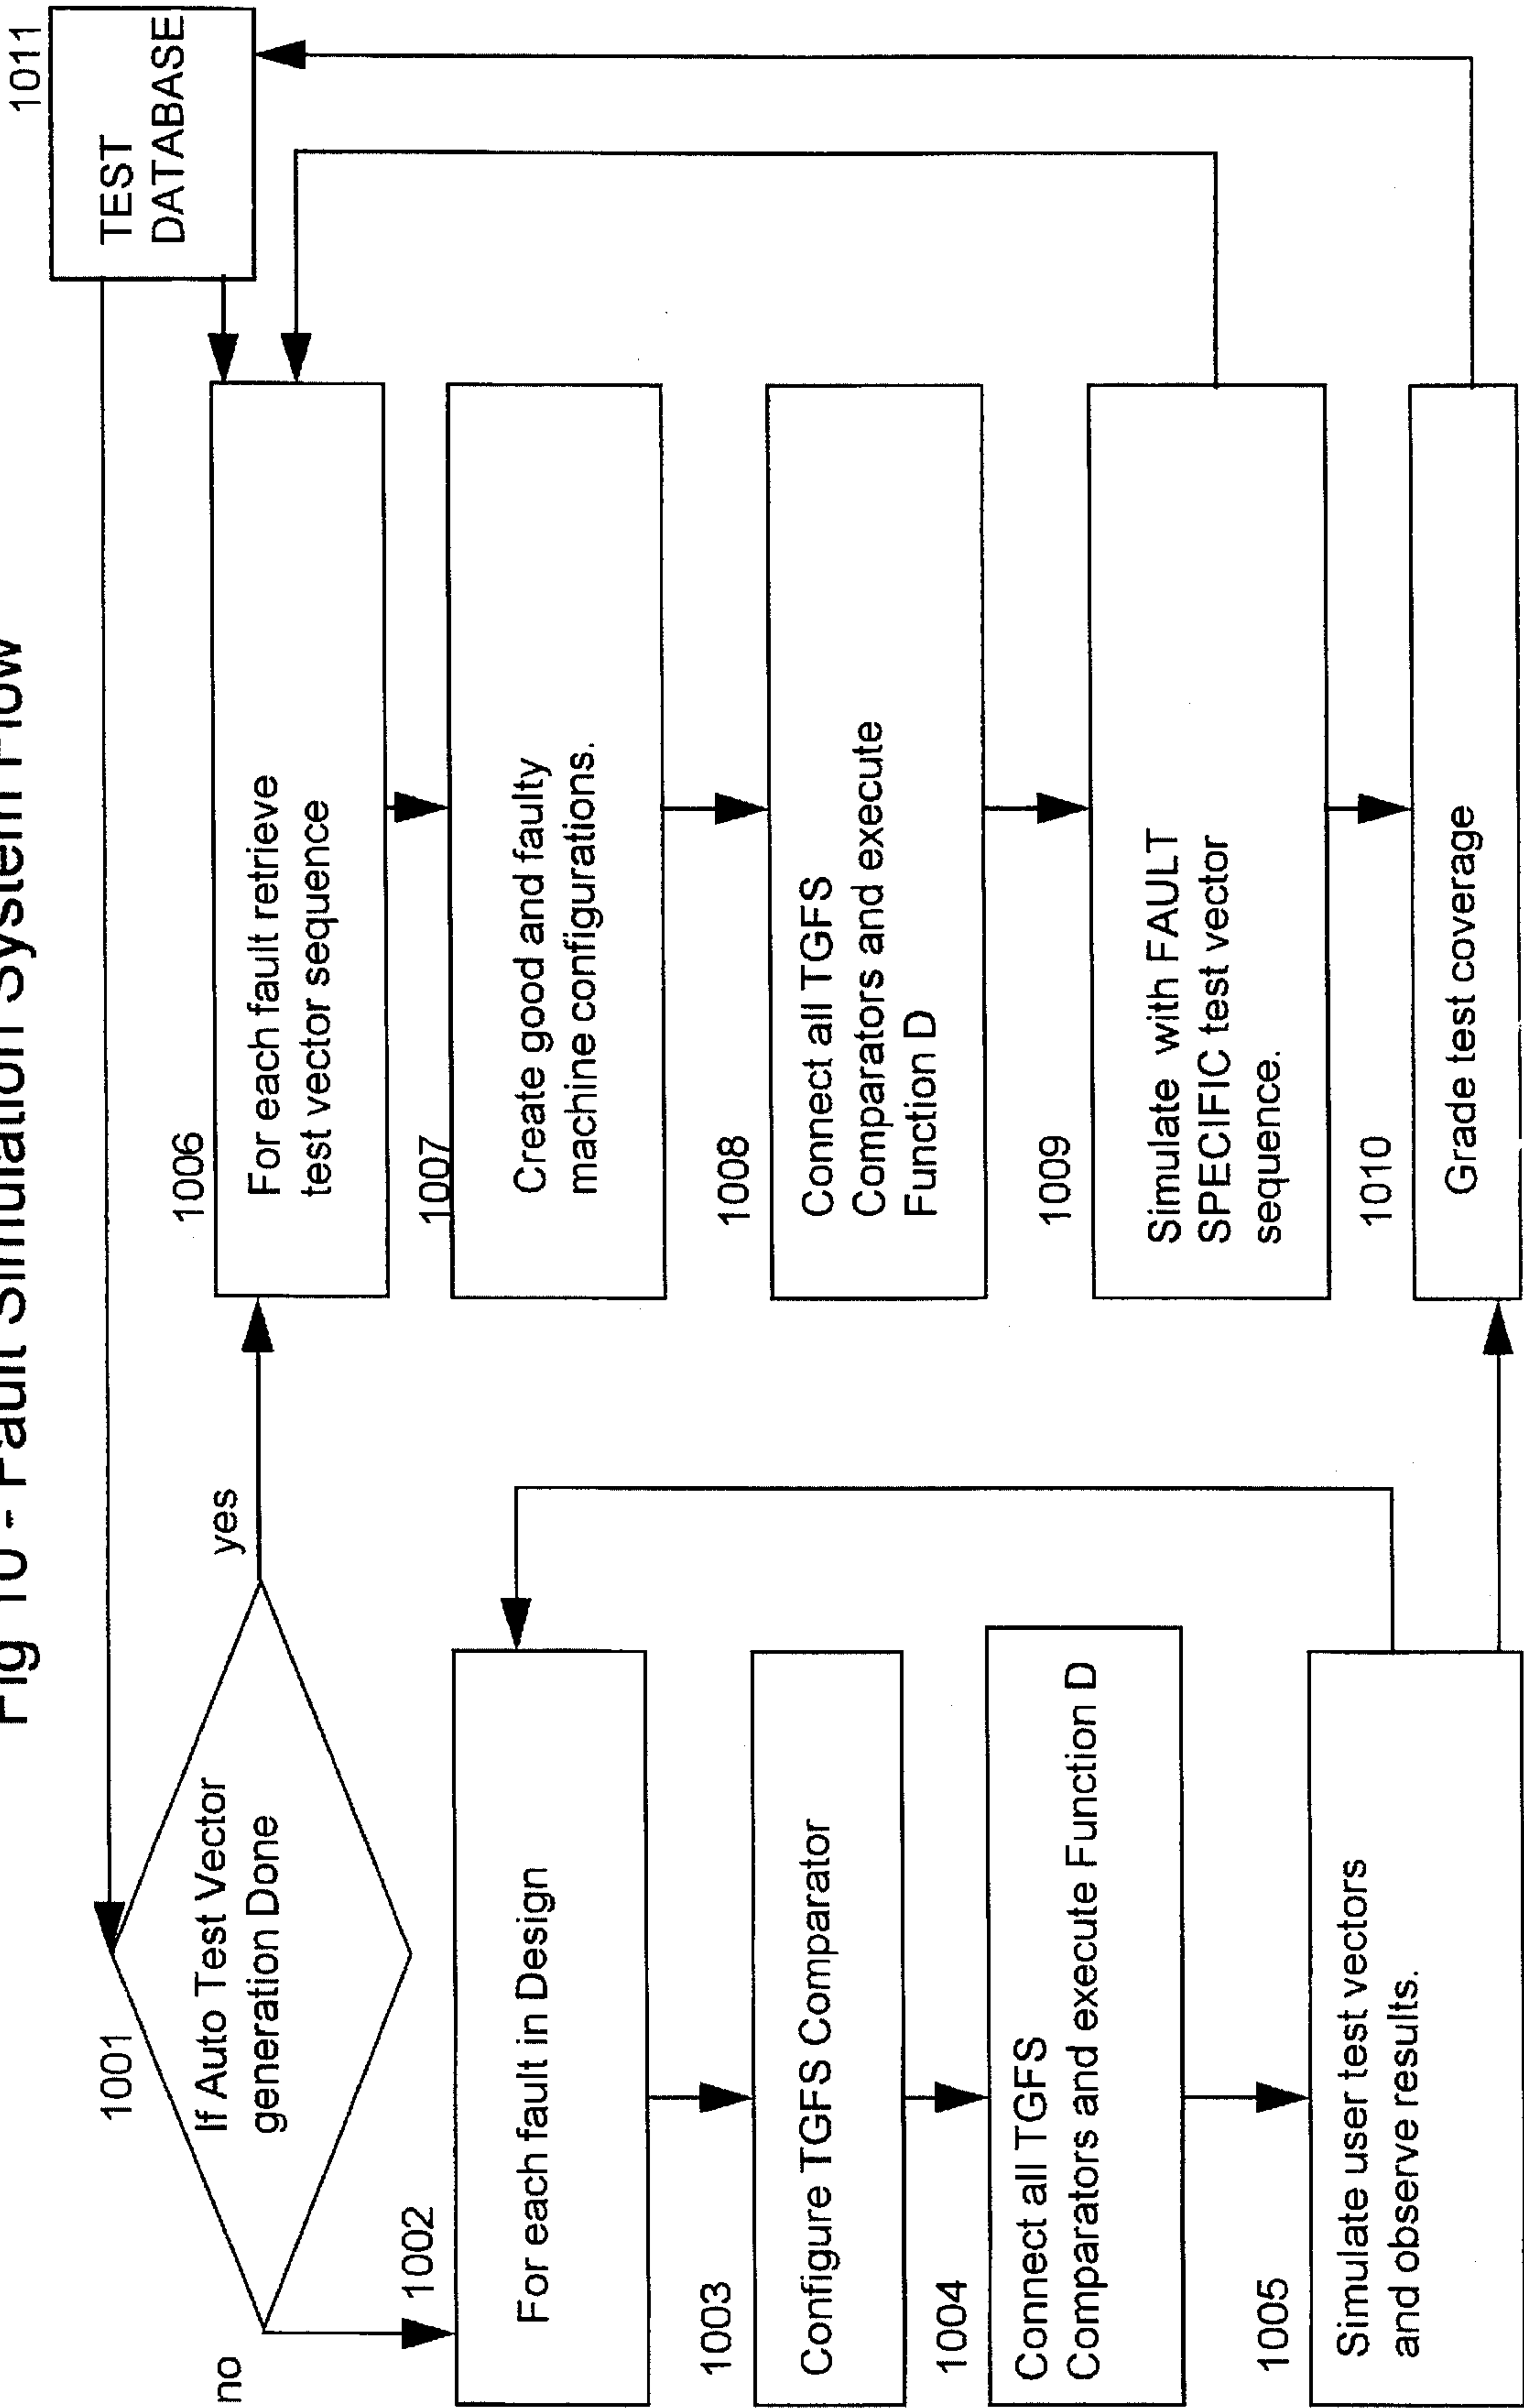 Fig 10 - Fault Simulation System Flow
1001
If Auto Test Vector
generation Done
no
yes
1002
For each fault in Design
1003
Configure TGFS Comparator
1004
Connect all TGFS
Comparators and execute Function D
1005
Simulate user test vectors
and observe results.
1006
For each fault retrieve
test vector sequence
1007
Create good and faulty
machine configurations.
1008
Connect all TGFS
Comparators and execute
Function D
1009
Simulate with FAULT
SPECIFIC test vector
sequence.
1010
Grade test coverage
1011
TEST
DATABASE